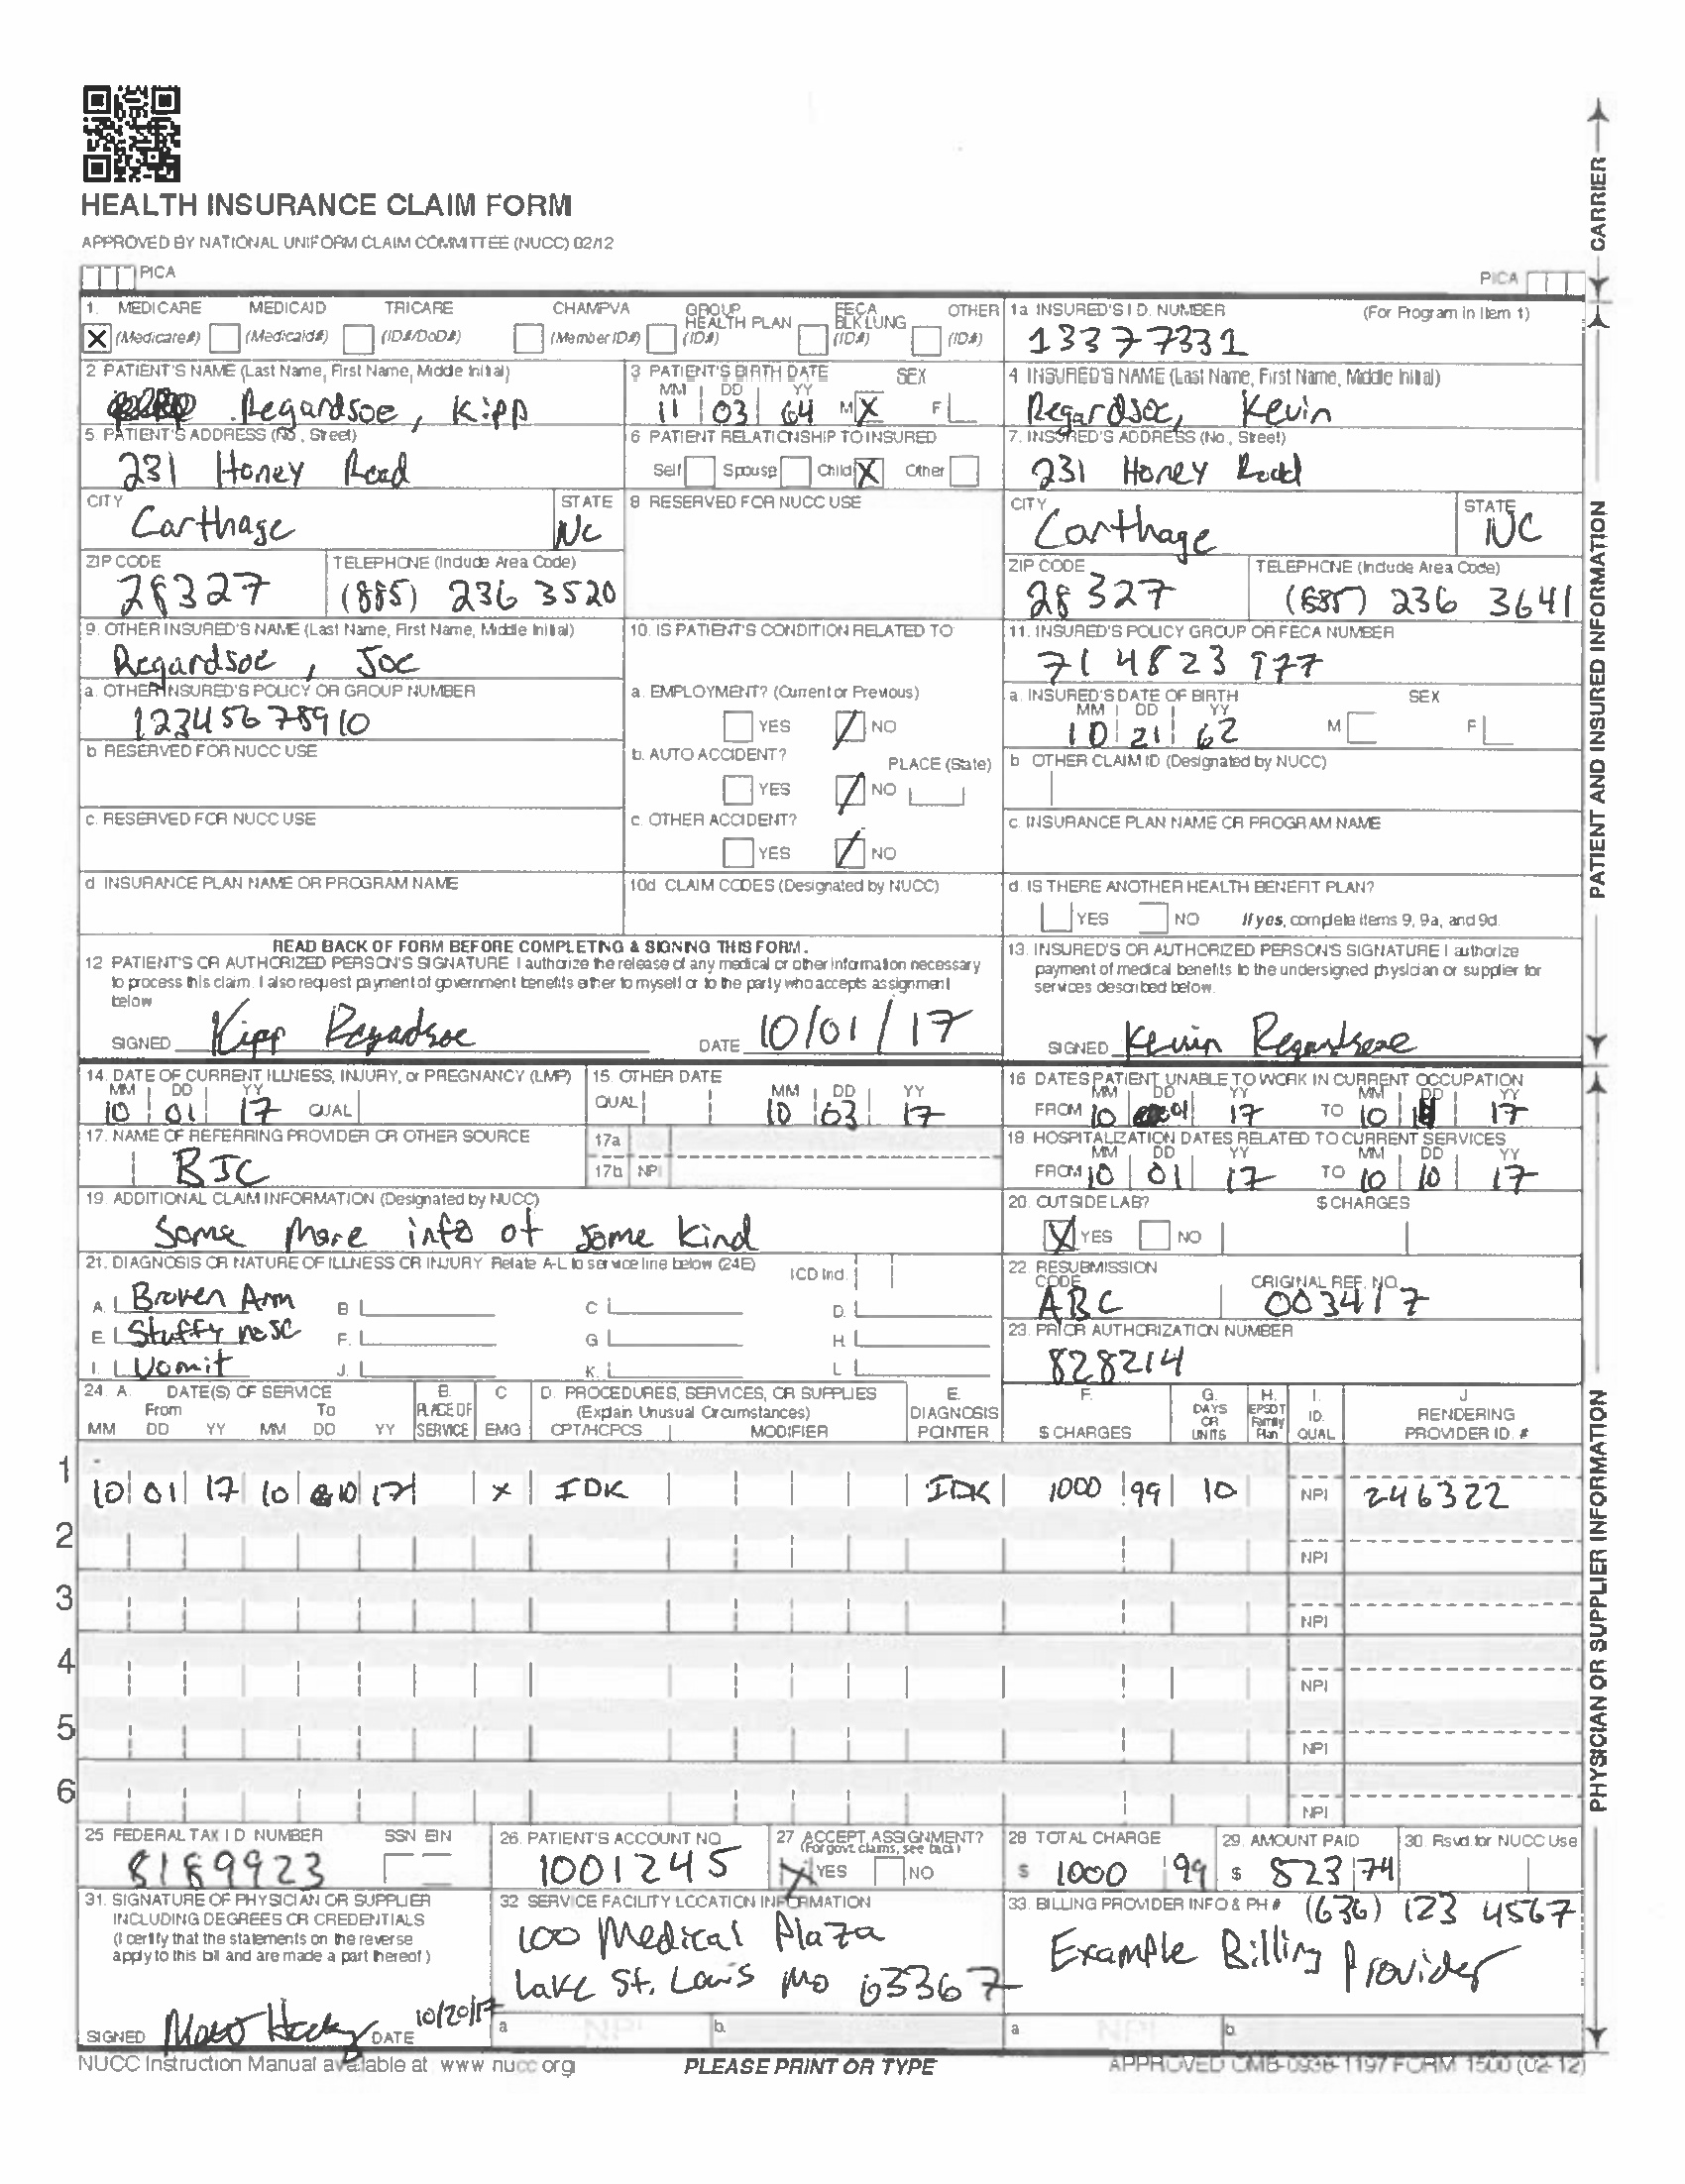 HEALTH INSURANCE CLAIM FORM
APPROVED BY NATIONAL UNIFORM CLAIM COMMITTEE (NUCC) 02/12
PICA
PICA
CARRIER
1. MEDICARE MEDICAID TRICARE CHAMPVA GROUP HEALTH PLAN FECA BLK LUNG OTHER
X (Medicare#) (Medicaid#) (ID#/DoD#) (Member ID#) (ID#) (ID#) (ID#)
1a INSURED'S I.D. NUMBER (For Program in Item 1)
13377331
2 PATIENT'S NAME (Last Name, First Name, Middle Initial)
Regardsoe, Kipp
3 PATIENT'S BIRTH DATE SEX
MM DD YY
11 03 64 M X F
4 INSURED'S NAME (Last Name, First Name, Middle Initial)
Regardsoe, Kevin
5. PATIENT'S ADDRESS (No., Street)
231 Honey Road
6 PATIENT RELATIONSHIP TO INSURED
Self Spouse Child X Other
7. INSURED'S ADDRESS (No., Street)
231 Honey Road
CITY STATE
Carthage NC
8 RESERVED FOR NUCC USE
CITY STATE
Carthage NC
ZIP CODE TELEPHONE (Include Area Code)
28327 (885) 236 3520
ZIP CODE TELEPHONE (Include Area Code)
28327 236 3641
9. OTHER INSURED'S NAME (Last Name, First Name, Middle Initial)
Regardsoe, Joe
10. IS PATIENT'S CONDITION RELATED TO
11. INSURED'S POLICY GROUP OR FECA NUMBER
714823977
a. OTHER INSURED'S POLICY OR GROUP NUMBER
12345678910
a. EMPLOYMENT? (Current or Previous)
YES NO
a. INSURED'S DATE OF BIRTH SEX
MM DD YY
10 21 62 M F
b RESERVED FOR NUCC USE
b. AUTO ACCIDENT? PLACE (State)
YES NO
b OTHER CLAIM ID (Designated by NUCC)
c. RESERVED FOR NUCC USE
c. OTHER ACCIDENT?
YES NO
c. INSURANCE PLAN NAME OR PROGRAM NAME
d INSURANCE PLAN NAME OR PROGRAM NAME
10d CLAIM CODES (Designated by NUCC)
d. IS THERE ANOTHER HEALTH BENEFIT PLAN?
YES NO If yes, complete items 9, 9a, and 9d.
READ BACK OF FORM BEFORE COMPLETING & SIGNING THIS FORM.
12 PATIENT'S OR AUTHORIZED PERSON'S SIGNATURE I authorize the release of any medical or other information necessary
to process this claim. I also request payment of government benefits either to myself or to the party who accepts assignment
below
SIGNED Kipp Regardsoe DATE 10/01/17
13. INSURED'S OR AUTHORIZED PERSON'S SIGNATURE I authorize
payment of medical benefits to the undersigned physician or supplier for
services described below.
SIGNED Kevin Regardsoe
PATIENT AND INSURED INFORMATION
14. DATE OF CURRENT ILLNESS, INJURY, or PREGNANCY (LMP)
MM DD YY
10 01 17 QUAL
15. OTHER DATE
QUAL MM DD YY
10 03 17
16 DATES PATIENT UNABLE TO WORK IN CURRENT OCCUPATION
MM DD YY MM DD YY
FROM 10 01 17 TO 10 17
17. NAME OF REFERRING PROVIDER OR OTHER SOURCE
BJC
17a
17b NPI
18. HOSPITALIZATION DATES RELATED TO CURRENT SERVICES
MM DD YY MM DD YY
FROM 10 01 17 TO 10 10 17
19. ADDITIONAL CLAIM INFORMATION (Designated by NUCC)
Some more info of some kind
20. OUTSIDE LAB? $ CHARGES
X YES NO
21. DIAGNOSIS OR NATURE OF ILLNESS OR INJURY Relate A-L to service line below (24E) ICD Ind.
A. Broken Arm B C D.
E. Stuffy nose F. G H.
I. Vomit J. K. L
22. RESUBMISSION
CODE ORIGINAL REF. NO.
ABC 003417
23. PRIOR AUTHORIZATION NUMBER
828214
24. A. DATE(S) OF SERVICE B. C D. PROCEDURES, SERVICES, OR SUPPLIES E. F. G. H. I. J
From To PLACE OF (Explain Unusual Circumstances) DIAGNOSIS DAYS OR UNITS EPSDT Family Plan ID. QUAL RENDERING
MM DD YY MM DD YY SERVICE EMG CPT/HCPCS MODIFIER POINTER $ CHARGES PROVIDER ID. #
1
10 01 17 10 10 17 X IDK IDK 1000 99 10 NPI 246322
2
NPI
3
NPI
4
NPI
5
NPI
6
NPI
25 FEDERAL TAX I.D. NUMBER SSN EIN
8189923
26. PATIENT'S ACCOUNT NO
1001245
27 ACCEPT ASSIGNMENT?
(For govt. claims, see back)
X YES NO
28 TOTAL CHARGE
$ 1000 99
29. AMOUNT PAID
$ 823 74
30. Rsvd for NUCC Use
31. SIGNATURE OF PHYSICIAN OR SUPPLIER
INCLUDING DEGREES OR CREDENTIALS
(I certify that the statements on the reverse
apply to this bill and are made a part thereof.)
SIGNED DATE 10/20/17
32 SERVICE FACILITY LOCATION INFORMATION
100 Medical Plaza
Lake St. Louis Mo 63367
a NPI b.
33. BILLING PROVIDER INFO & PH # (636) 123 4567
Example Billing Provider
a NPI b
PHYSICIAN OR SUPPLIER INFORMATION
NUCC Instruction Manual available at www nucc org
PLEASE PRINT OR TYPE
APPROVED OMB-0938-1197 FORM 1500 (02-12)